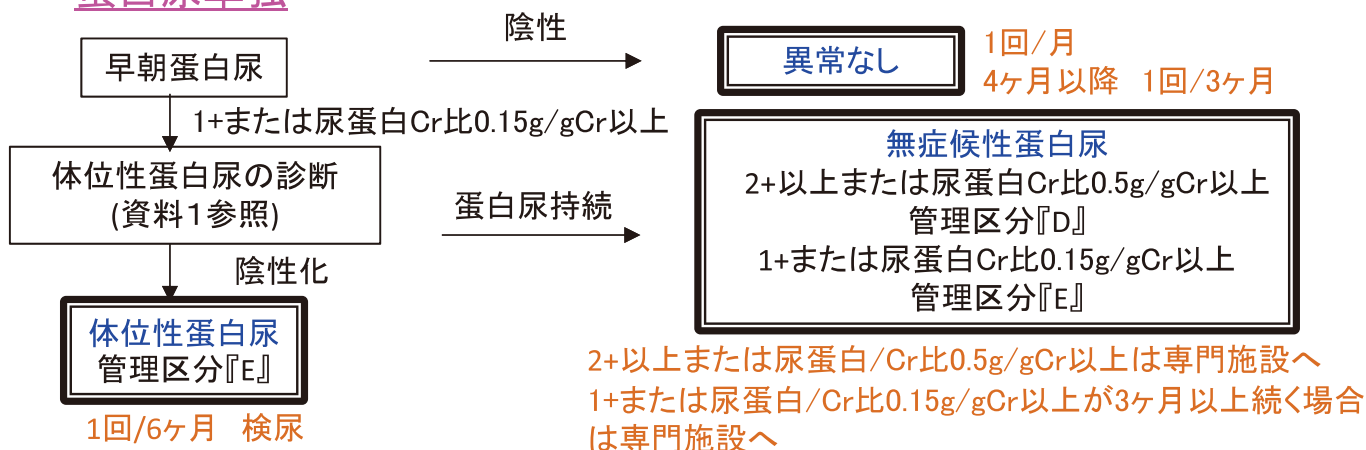 蛋白尿単独
早朝蛋白尿
陰性
異常なし
1回/月
4ヶ月以降 1回/3ヶ月
1+または尿蛋白Cr比0.15g/gCr以上
体位性蛋白尿の診断
(資料１参照)
蛋白尿持続
無症候性蛋白尿
2+以上または尿蛋白Cr比0.5g/gCr以上
管理区分『D』
1+または尿蛋白Cr比0.15g/gCr以上
管理区分『E』
陰性化
体位性蛋白尿
管理区分『E』
1回/6ヶ月 検尿
2+以上または尿蛋白/Cr比0.5g/gCr以上は専門施設へ
1+または尿蛋白/Cr比0.15g/gCr以上が3ヶ月以上続く場合
は専門施設へ